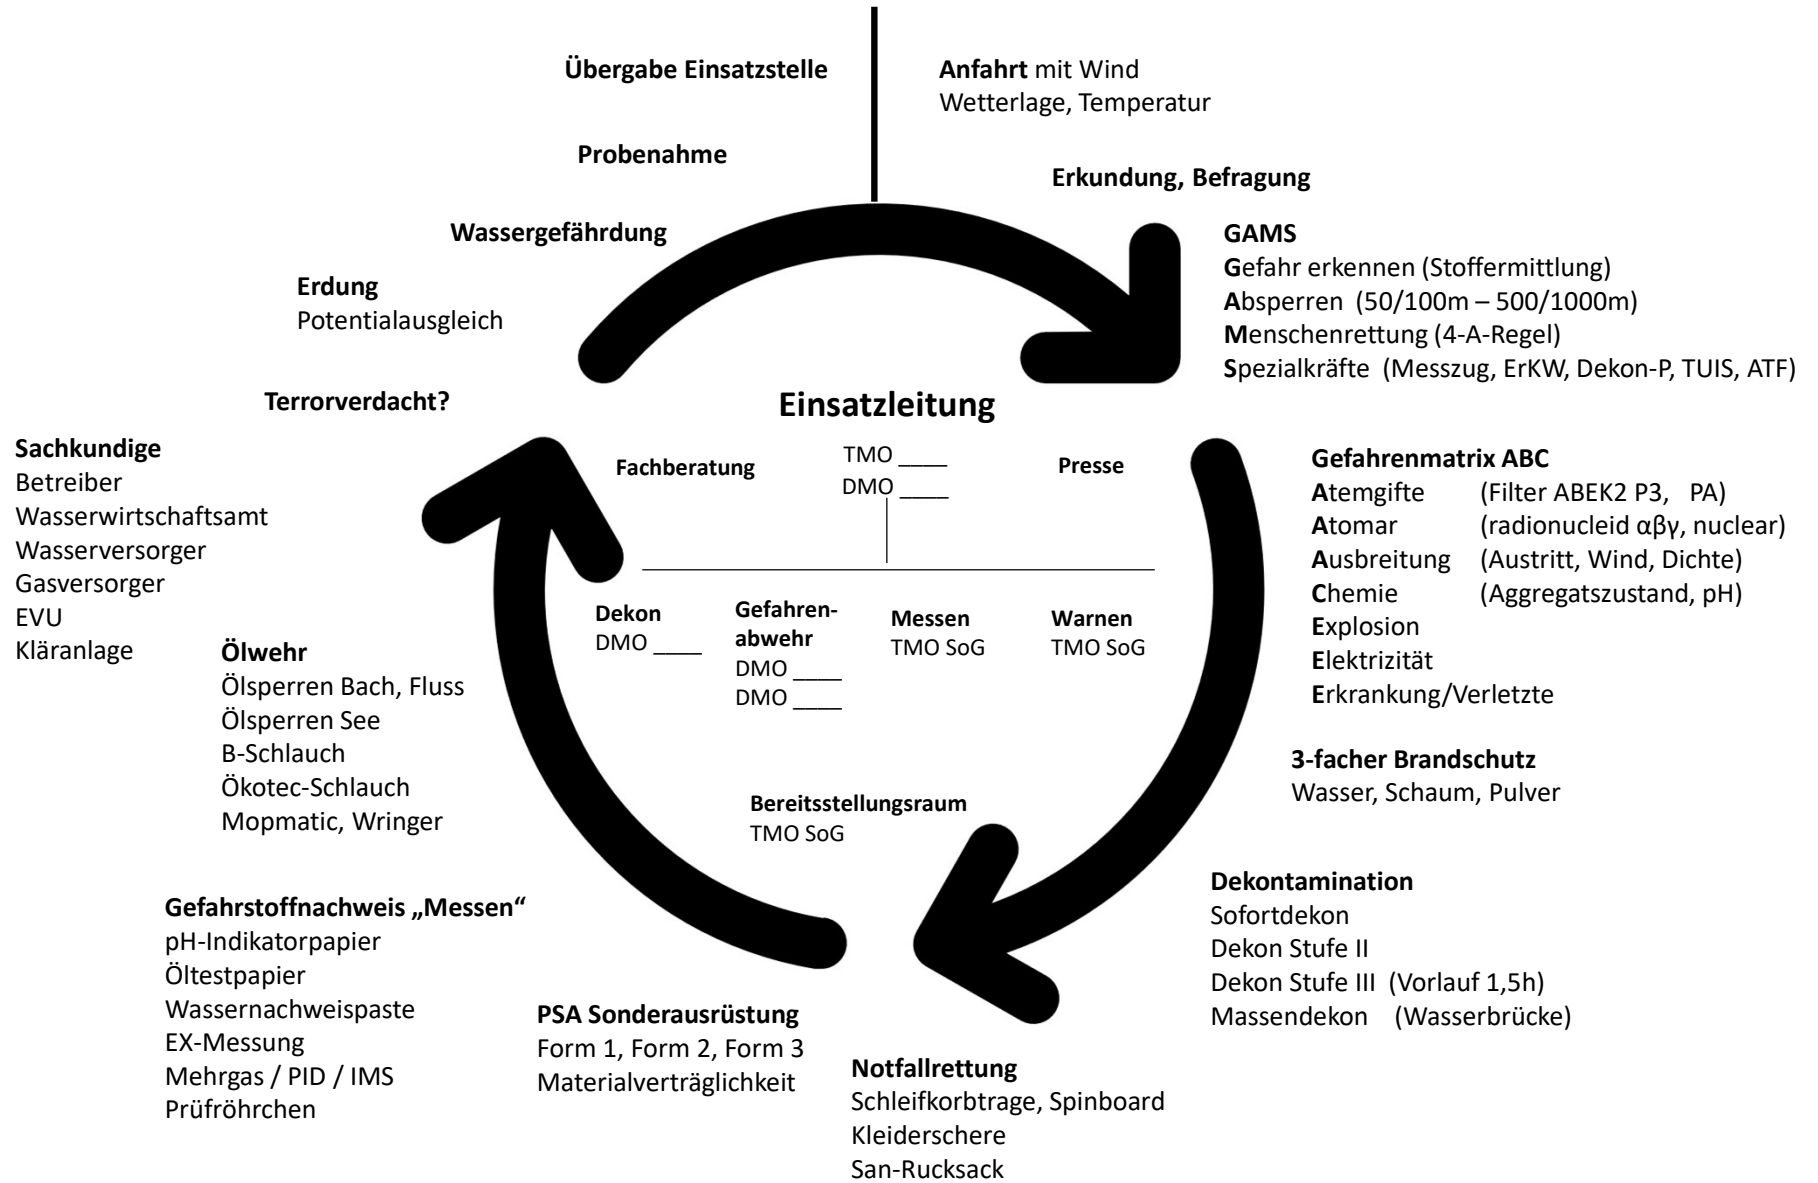 Übergabe Einsatzstelle
Anfahrt mit Wind
Wetterlage, Temperatur
Probenahme
Erkundung, Befragung
Wassergefährdung
GAMS
Gefahr erkennen (Stoffermittlung)
Absperren (50/100m – 500/1000m)
Menschenrettung (4-A-Regel)
Spezialkräfte (Messzug, ErKW, Dekon-P, TUIS, ATF)
Erdung
Potentialausgleich
Terrorverdacht?
Einsatzleitung
TMO ____
DMO ____
Fachberatung
Presse
Sachkundige
Betreiber
Wasserwirtschaftsamt
Wasserversorger
Gasversorger
EVU
Kläranlage
Gefahrenmatrix ABC
Atemgifte (Filter ABEK2 P3, PA)
Atomar (radionucleid αβγ, nuclear)
Ausbreitung (Austritt, Wind, Dichte)
Chemie (Aggregatszustand, pH)
Explosion
Elektrizität
Erkrankung/Verletzte
Dekon
DMO ____
Gefahren-
abwehr
DMO ____
DMO ____
Messen
TMO SoG
Warnen
TMO SoG
Ölwehr
Ölsperren Bach, Fluss
Ölsperren See
B-Schlauch
Ökotec-Schlauch
Mopmatic, Wringer
3-facher Brandschutz
Wasser, Schaum, Pulver
Bereitsstellungsraum
TMO SoG
Dekontamination
Sofortdekon
Dekon Stufe II
Dekon Stufe III (Vorlauf 1,5h)
Massendekon (Wasserbrücke)
Gefahrstoffnachweis „Messen“
pH-Indikatorpapier
Öltestpapier
Wassernachweispaste
EX-Messung
Mehrgas / PID / IMS
Prüfröhrchen
PSA Sonderausrüstung
Form 1, Form 2, Form 3
Materialverträglichkeit
Notfallrettung
Schleifkorbtrage, Spinboard
Kleiderschere
San-Rucksack